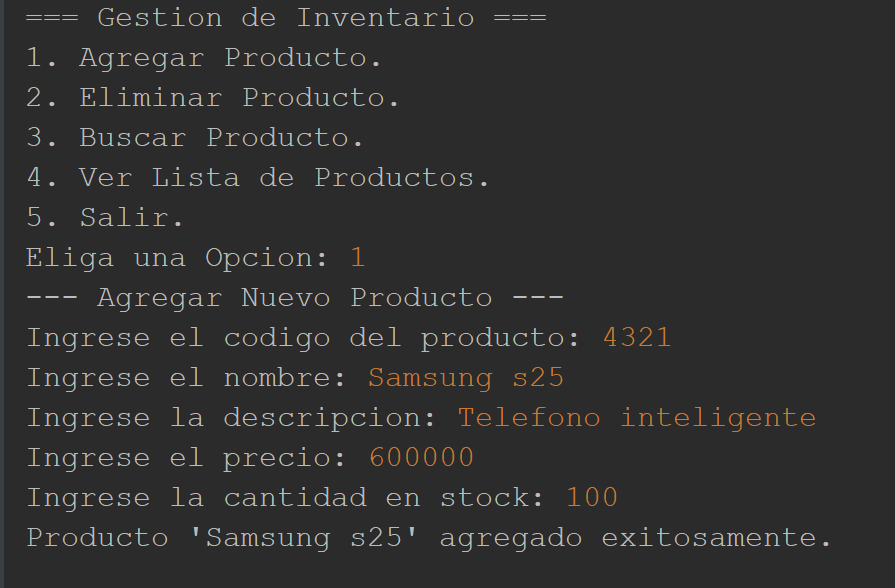 === Gestion de Inventario ===
1. Agregar Producto.
2. Eliminar Producto.
3. Buscar Producto.
4. Ver Lista de Productos.
5. Salir.
Eliga una Opcion: 1
--- Agregar Nuevo Producto ---
Ingrese el codigo del producto: 4321
Ingrese el nombre: Samsung s25
Ingrese la descripcion: Telefono inteligente
Ingrese el precio: 600000
Ingrese la cantidad en stock: 100
Producto 'Samsung s25' agregado exitosamente.